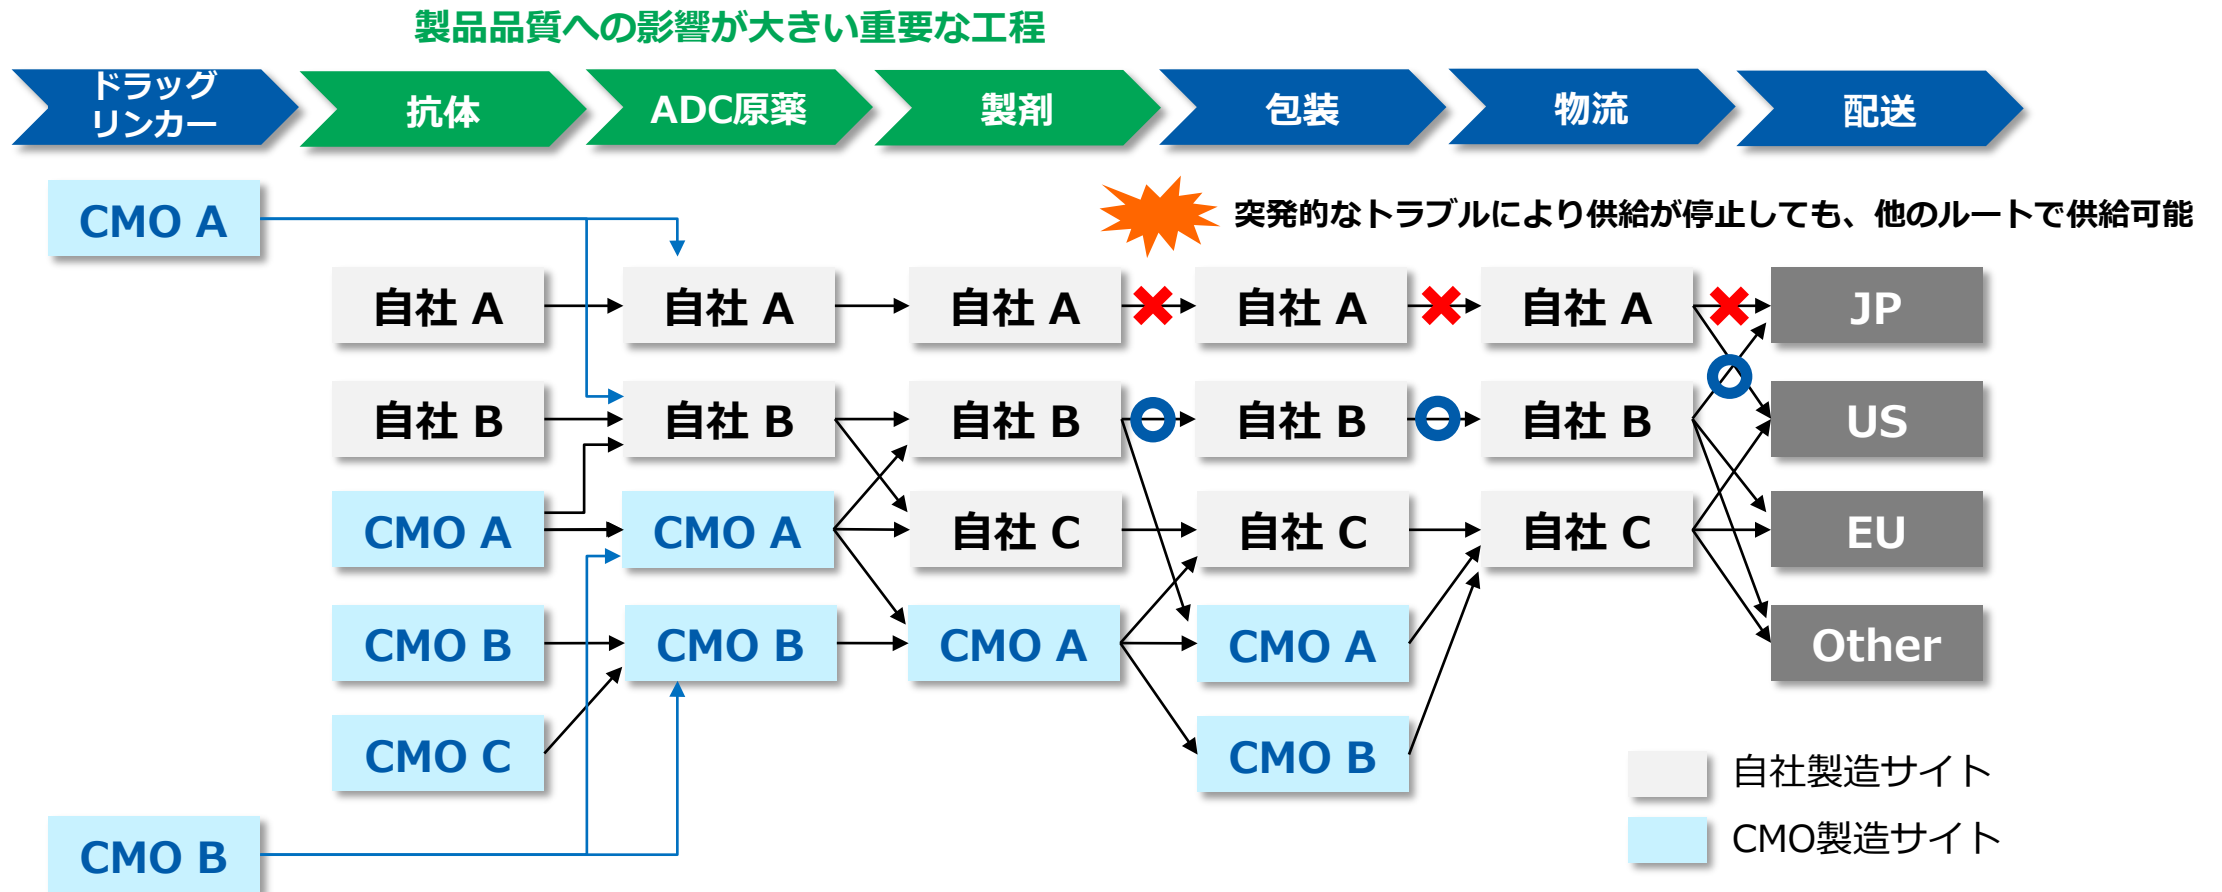 製品品質への影響が大きい重要な工程
ドラッグ
リンカー
抗体
ADC原薬
製剤
包装
物流
配送
CMO A
突発的なトラブルにより供給が停止しても、他のルートで供給可能
自社 A
自社 A
自社 A
自社 A
自社 A
JP
自社 B
自社 B
自社 B
自社 B
自社 B
US
CMO A
CMO A
自社 C
自社 C
自社 C
EU
CMO B
CMO B
CMO A
CMO A
Other
CMO C
CMO B
自社製造サイト
CMO製造サイト
CMO B